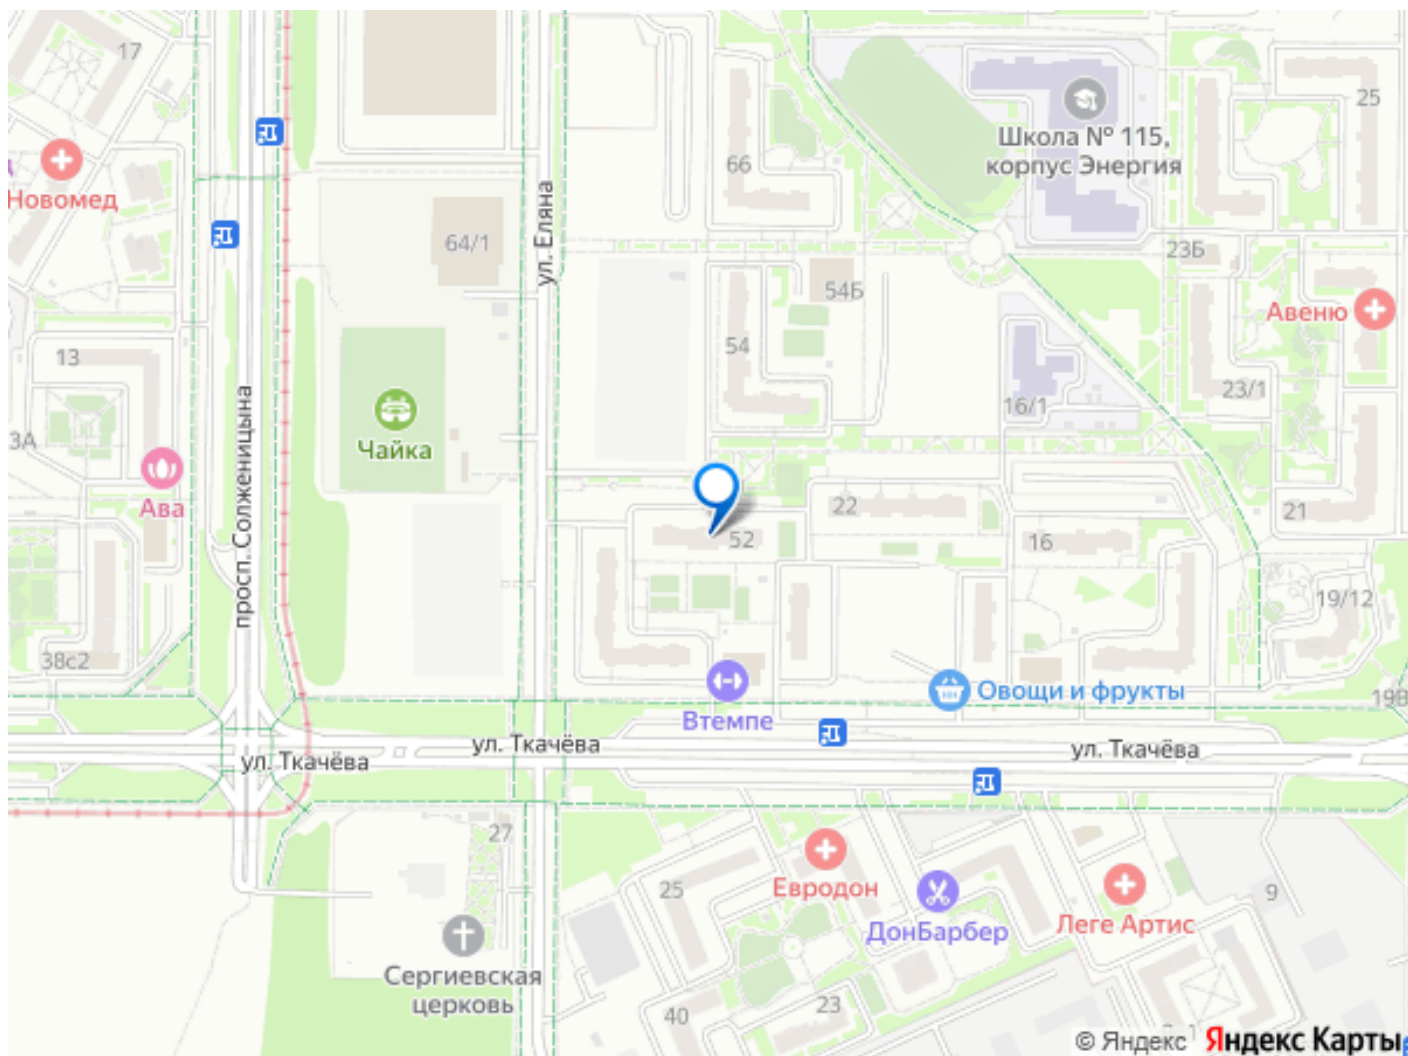 17
25
Школа № 115,
корпус Энергия
66
Новомед
ул. Еляна
64/1
23Б
54Б
Авеню
54
13
23/1
16/1
просп. Солженицына
3А
Чайка
Ава
22
21
52
16
19/12
38с2
Овощи и фрукты
19В
Втемпе
ул. Ткачёва
ул. Ткачёва
ул. Ткачёва
27
25
Евродон
9
ДонБарбер
Леге Артис
Сергиевская
церковь
40
23
© Яндекс Яндекс Карты